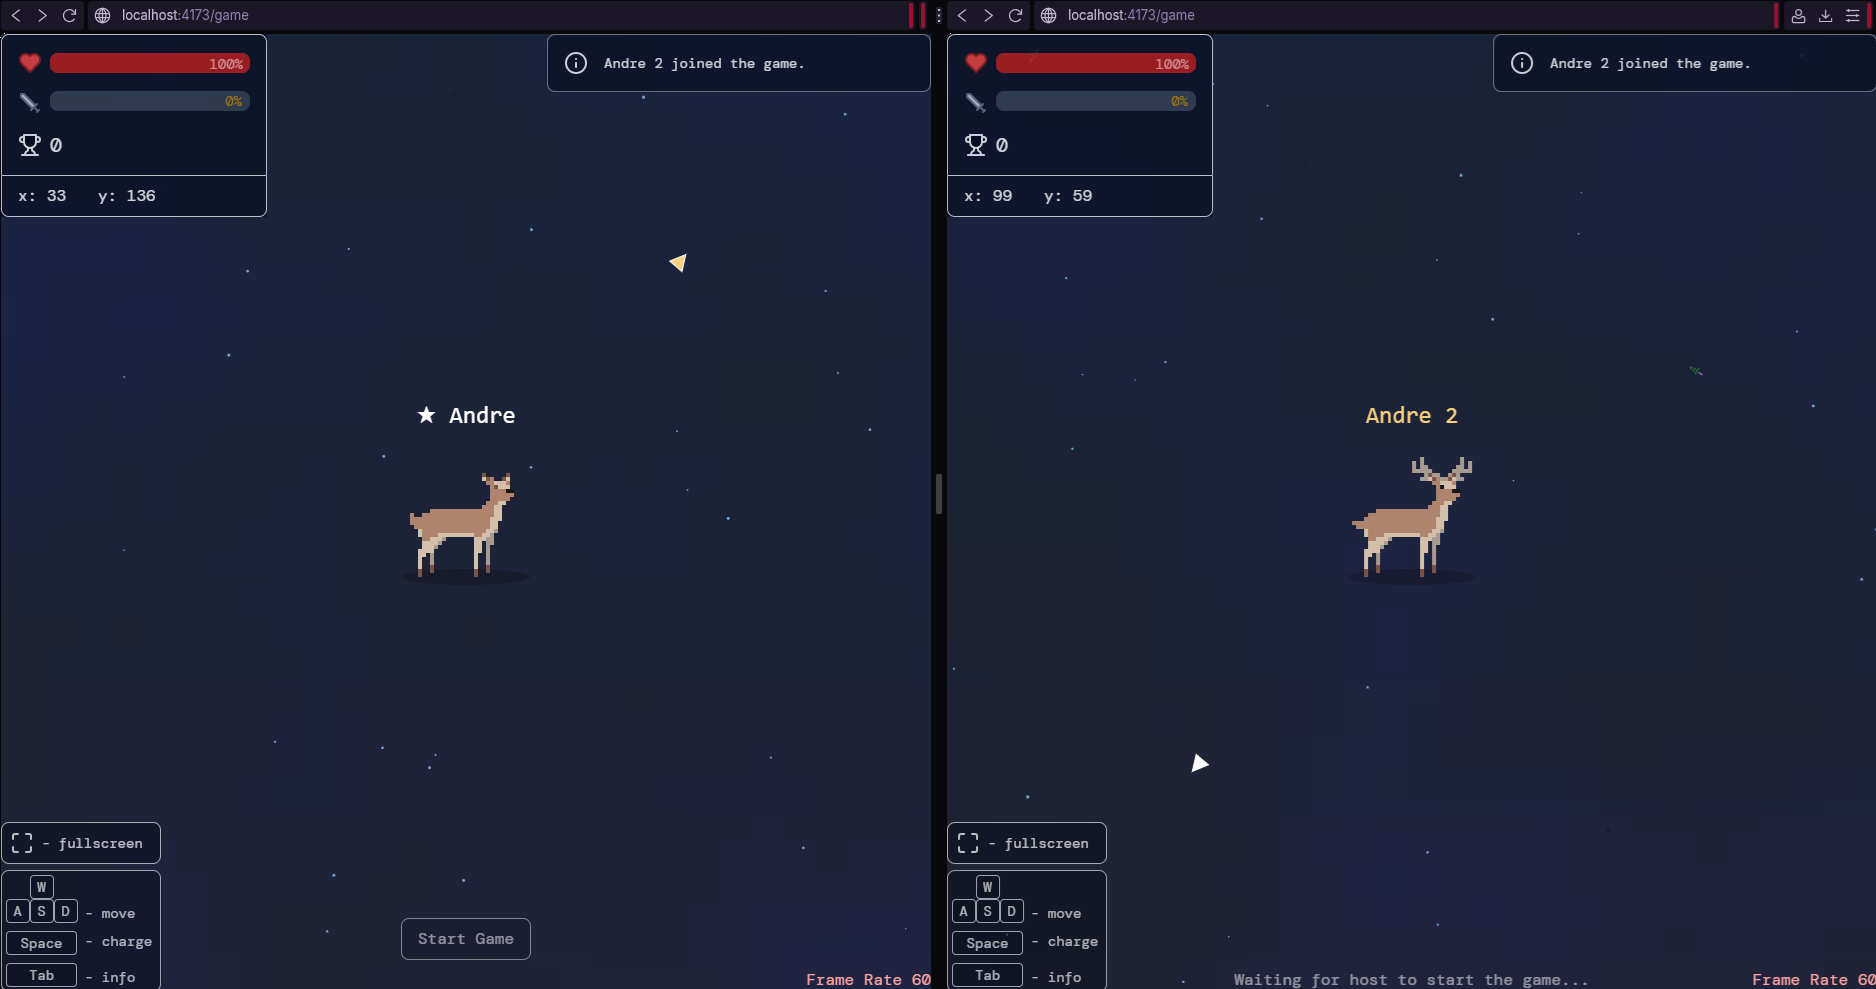 localhost:4173/game
100%
0%
0
x: 33 y: 136
Andre 2 joined the game.
★ Andre
- fullscreen
W
A S D - move
Space - charge
Tab - info
Start Game
Frame Rate 60
localhost:4173/game
100%
0%
0
x: 99 y: 59
Andre 2 joined the game.
Andre 2
- fullscreen
W
A S D - move
Space - charge
Tab - info
Waiting for host to start the game...
Frame Rate 60